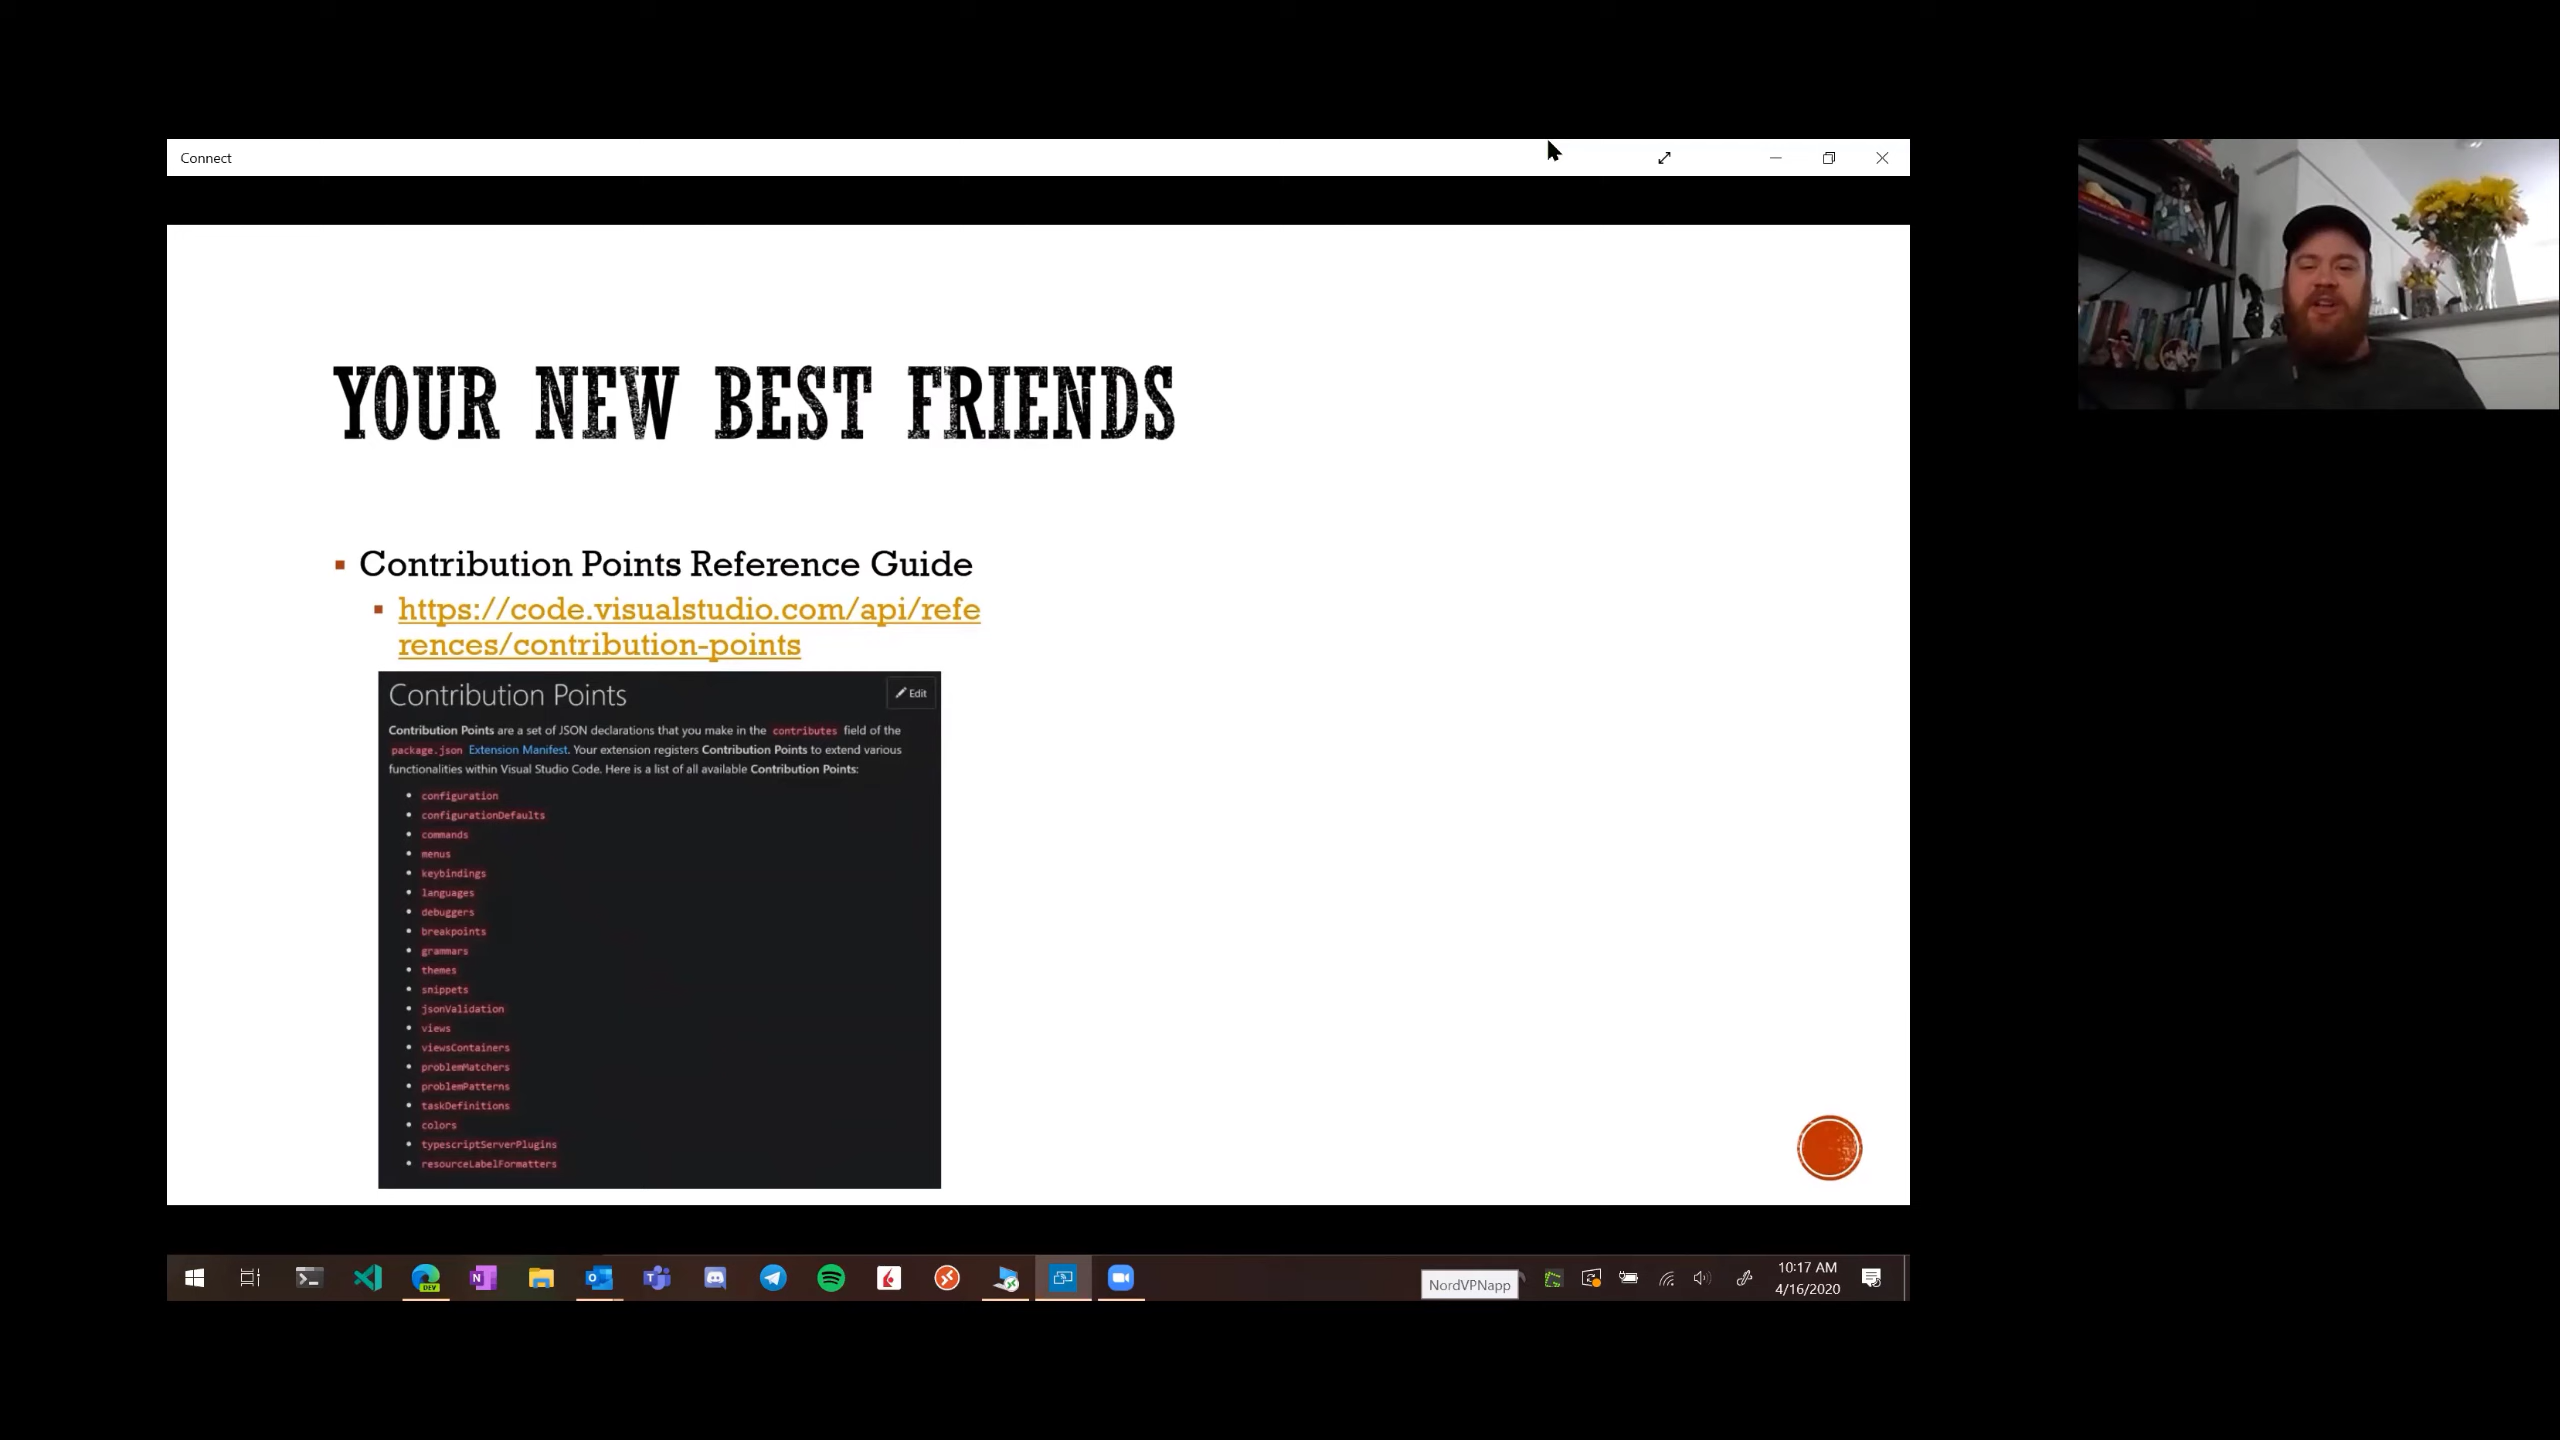 Connect
YOUR NEW BEST FRIENDS
Contribution Points Reference Guide
https://code.visualstudio.com/api/refe
rences/contribution-points
Contribution Points
Edit
Contribution Points are a set of JSON declarations that you make in the contributes field of the
package.json Extension Manifest. Your extension registers Contribution Points to extend various
functionalities within Visual Studio Code. Here is a list of all available Contribution Points:
configuration
configurationDefaults
commands
menus
keybindings
languages
debuggers
breakpoints
grammars
themes
snippets
jsonValidation
views
viewsContainers
problemMatchers
problemPatterns
taskDefinitions
colors
typescriptServerPlugins
resourceLabelFormatters
DEV
NordVPNapp
10:17 AM
4/16/2020